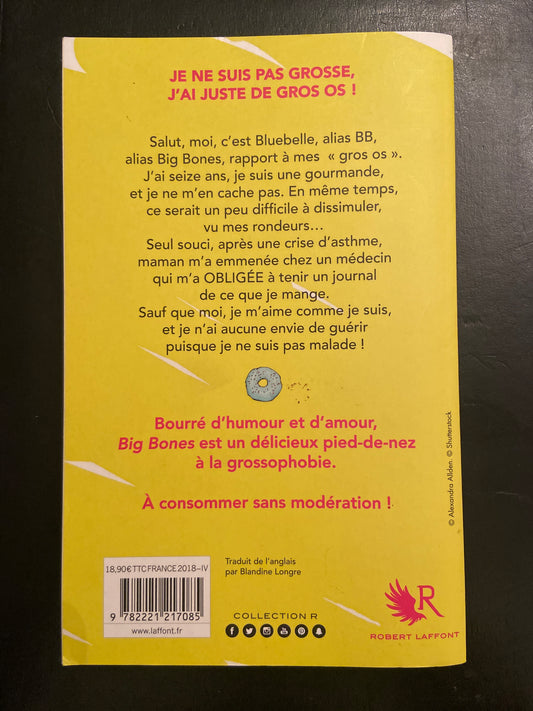 JE NE SUIS PAS GROSSE,
J'AI JUSTE DE GROS OS !
Salut, moi, c'est Bluebelle, alias BB,
alias Big Bones, rapport à mes « gros os ».
J'ai seize ans, je suis une gourmande,
et je ne m'en cache pas. En même temps,
ce serait un peu difficile à dissimuler,
vu mes rondeurs…
Seul souci, après une crise d'asthme,
maman m'a emmenée chez un médecin
qui m'a OBLIGÉE à tenir un journal
de ce que je mange.
Sauf que moi, je m'aime comme je suis,
et je n'ai aucune envie de guérir
puisque je ne suis pas malade !
Bourré d'humour et d'amour,
Big Bones est un délicieux pied-de-nez
à la grossophobie.
À consommer sans modération !
© Alexandra Allden. © Shutterstock
18,90€TTC FRANCE 2018-IV
9 782221 217085
www.laffont.fr
Traduit de l'anglais
par Blandine Longre
COLLECTION R
R
ROBERT LAFFONT